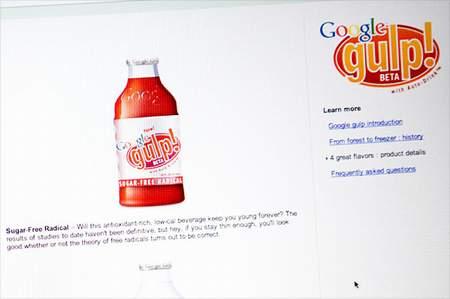 Google
gulp!
BETA
with Auto-Drink™
Learn more
Google gulp introduction
From forest to freezer : history
4 great flavors : product details
Frequently asked questions
Google
gulp!
BETA
SUGAR-FREE RADICAL
Sugar-Free Radical – Will this antioxidant-rich, low-cal beverage keep you young forever? The
results of studies to date haven't been definitive, but hey, if you stay thin enough, you'll look
good whether or not the theory of free radicals turns out to be correct.